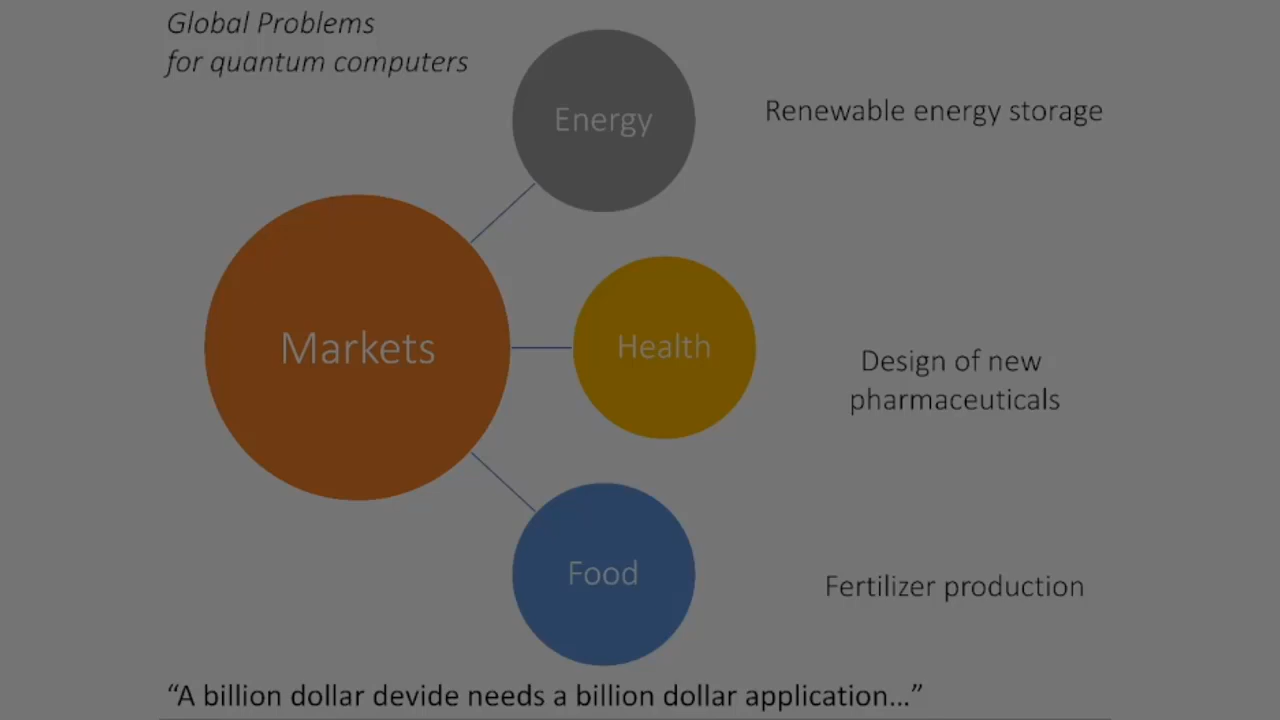 Global Problems
for quantum computers
Energy
Renewable energy storage
Markets
Health
Design of new
pharmaceuticals
Food
Fertilizer production
“A billion dollar devide needs a billion dollar application…”